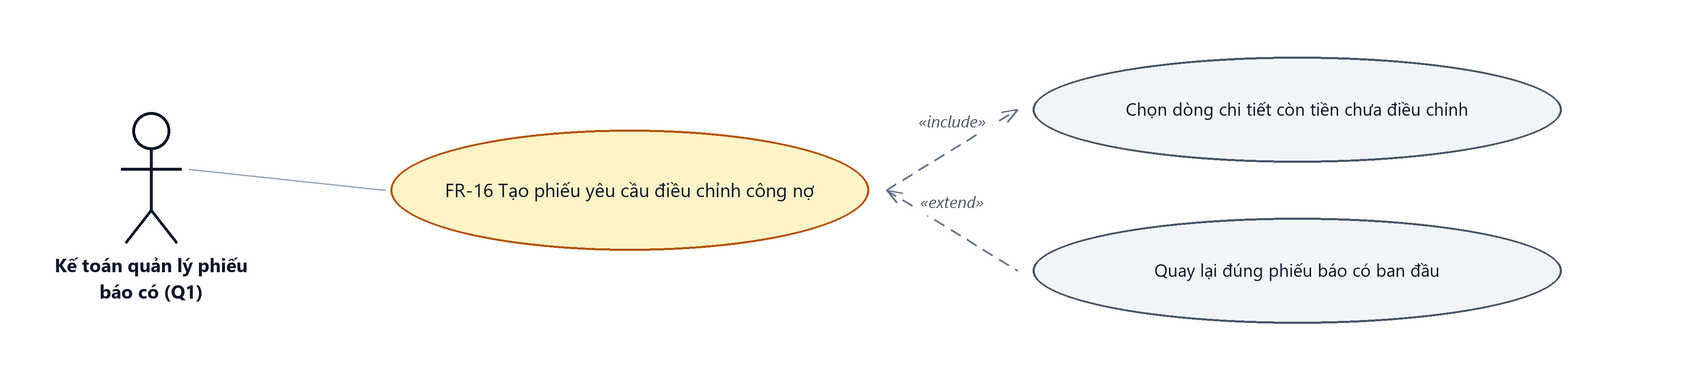 Chọn dòng chi tiết còn tiền chưa điều chỉnh
«include»
FR-16 Tạo phiếu yêu cầu điều chỉnh công nợ
«extend»
Kế toán quản lý phiếu
báo có (Q1)
Quay lại đúng phiếu báo có ban đầu